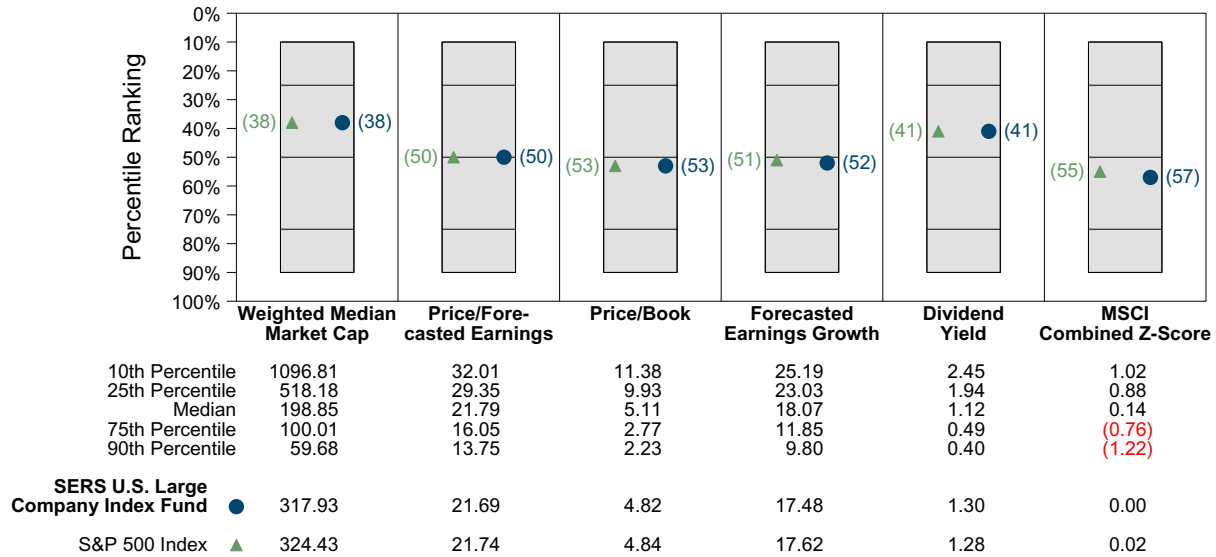 0%
10%
20%
30%
40%
50%
60%
70%
80%
90%
100%
Percentile Ranking
(38) (38)
(50) (50)
(53) (53)
(51) (52)
(41) (41)
(55) (57)
Weighted Median Market Cap
Price/Fore-casted Earnings
Price/Book
Forecasted Earnings Growth
Dividend Yield
MSCI Combined Z-Score
10th Percentile 1096.81 32.01 11.38 25.19 2.45 1.02
25th Percentile 518.18 29.35 9.93 23.03 1.94 0.88
Median 198.85 21.79 5.11 18.07 1.12 0.14
75th Percentile 100.01 16.05 2.77 11.85 0.49 (0.76)
90th Percentile 59.68 13.75 2.23 9.80 0.40 (1.22)
SERS U.S. Large
Company Index Fund 317.93 21.69 4.82 17.48 1.30 0.00
S&P 500 Index 324.43 21.74 4.84 17.62 1.28 0.02